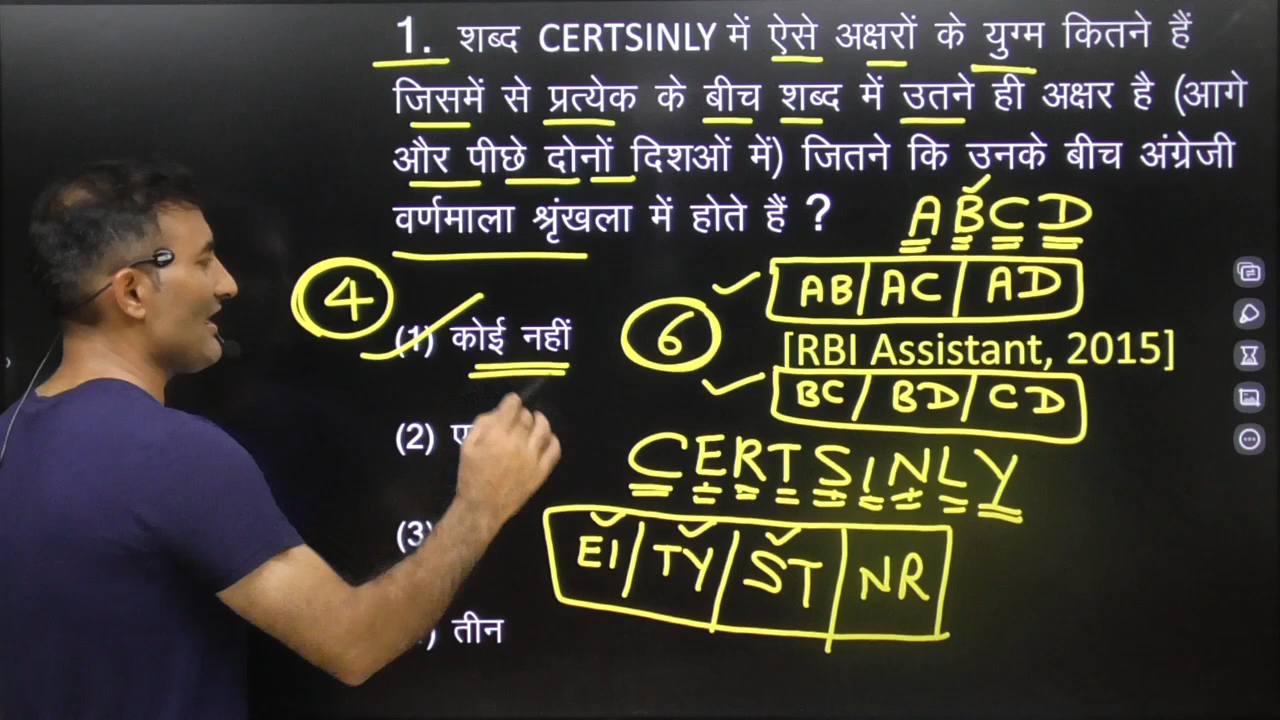 1. शब्द CERTSINLY में ऐसे अक्षरों के युग्म कितने हैं
जिसमें से प्रत्येक के बीच शब्द में उतने ही अक्षर है (आगे
और पीछे दोनों दिशओं में) जितने कि उनके बीच अंग्रेजी
वर्णमाला श्रृंखला में होते हैं ?
A B C D
AB AC AD
4
(1) कोई नहीं
6
[RBI Assistant, 2015]
BC BD CD
(2)
CERTSINLY
(3)
EI TY ST NR
तीन